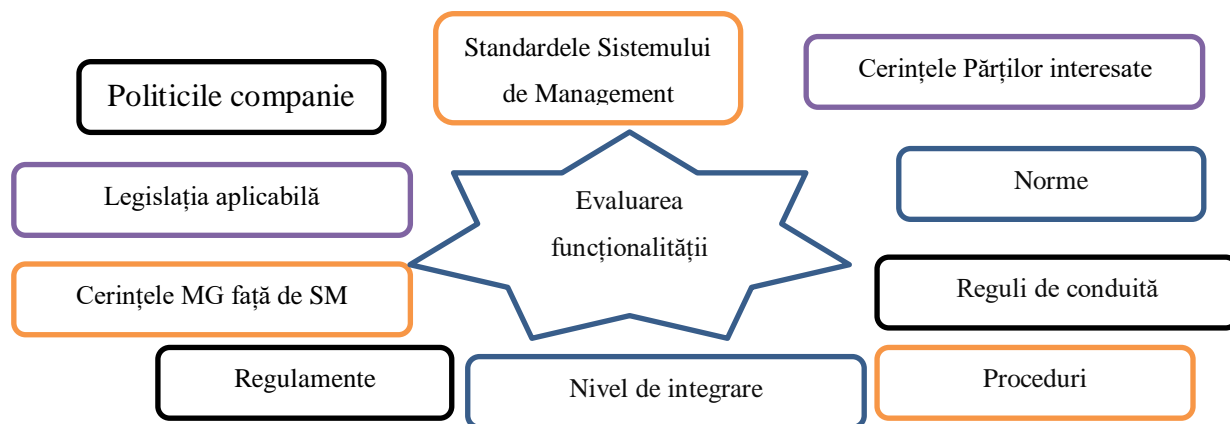 Standardele Sistemului
de Management
Cerințele Părților interesate
Politicile companie
Legislația aplicabilă
Evaluarea
funcționalității
Norme
Cerințele MG față de SM
Reguli de conduită
Regulamente
Nivel de integrare
Proceduri